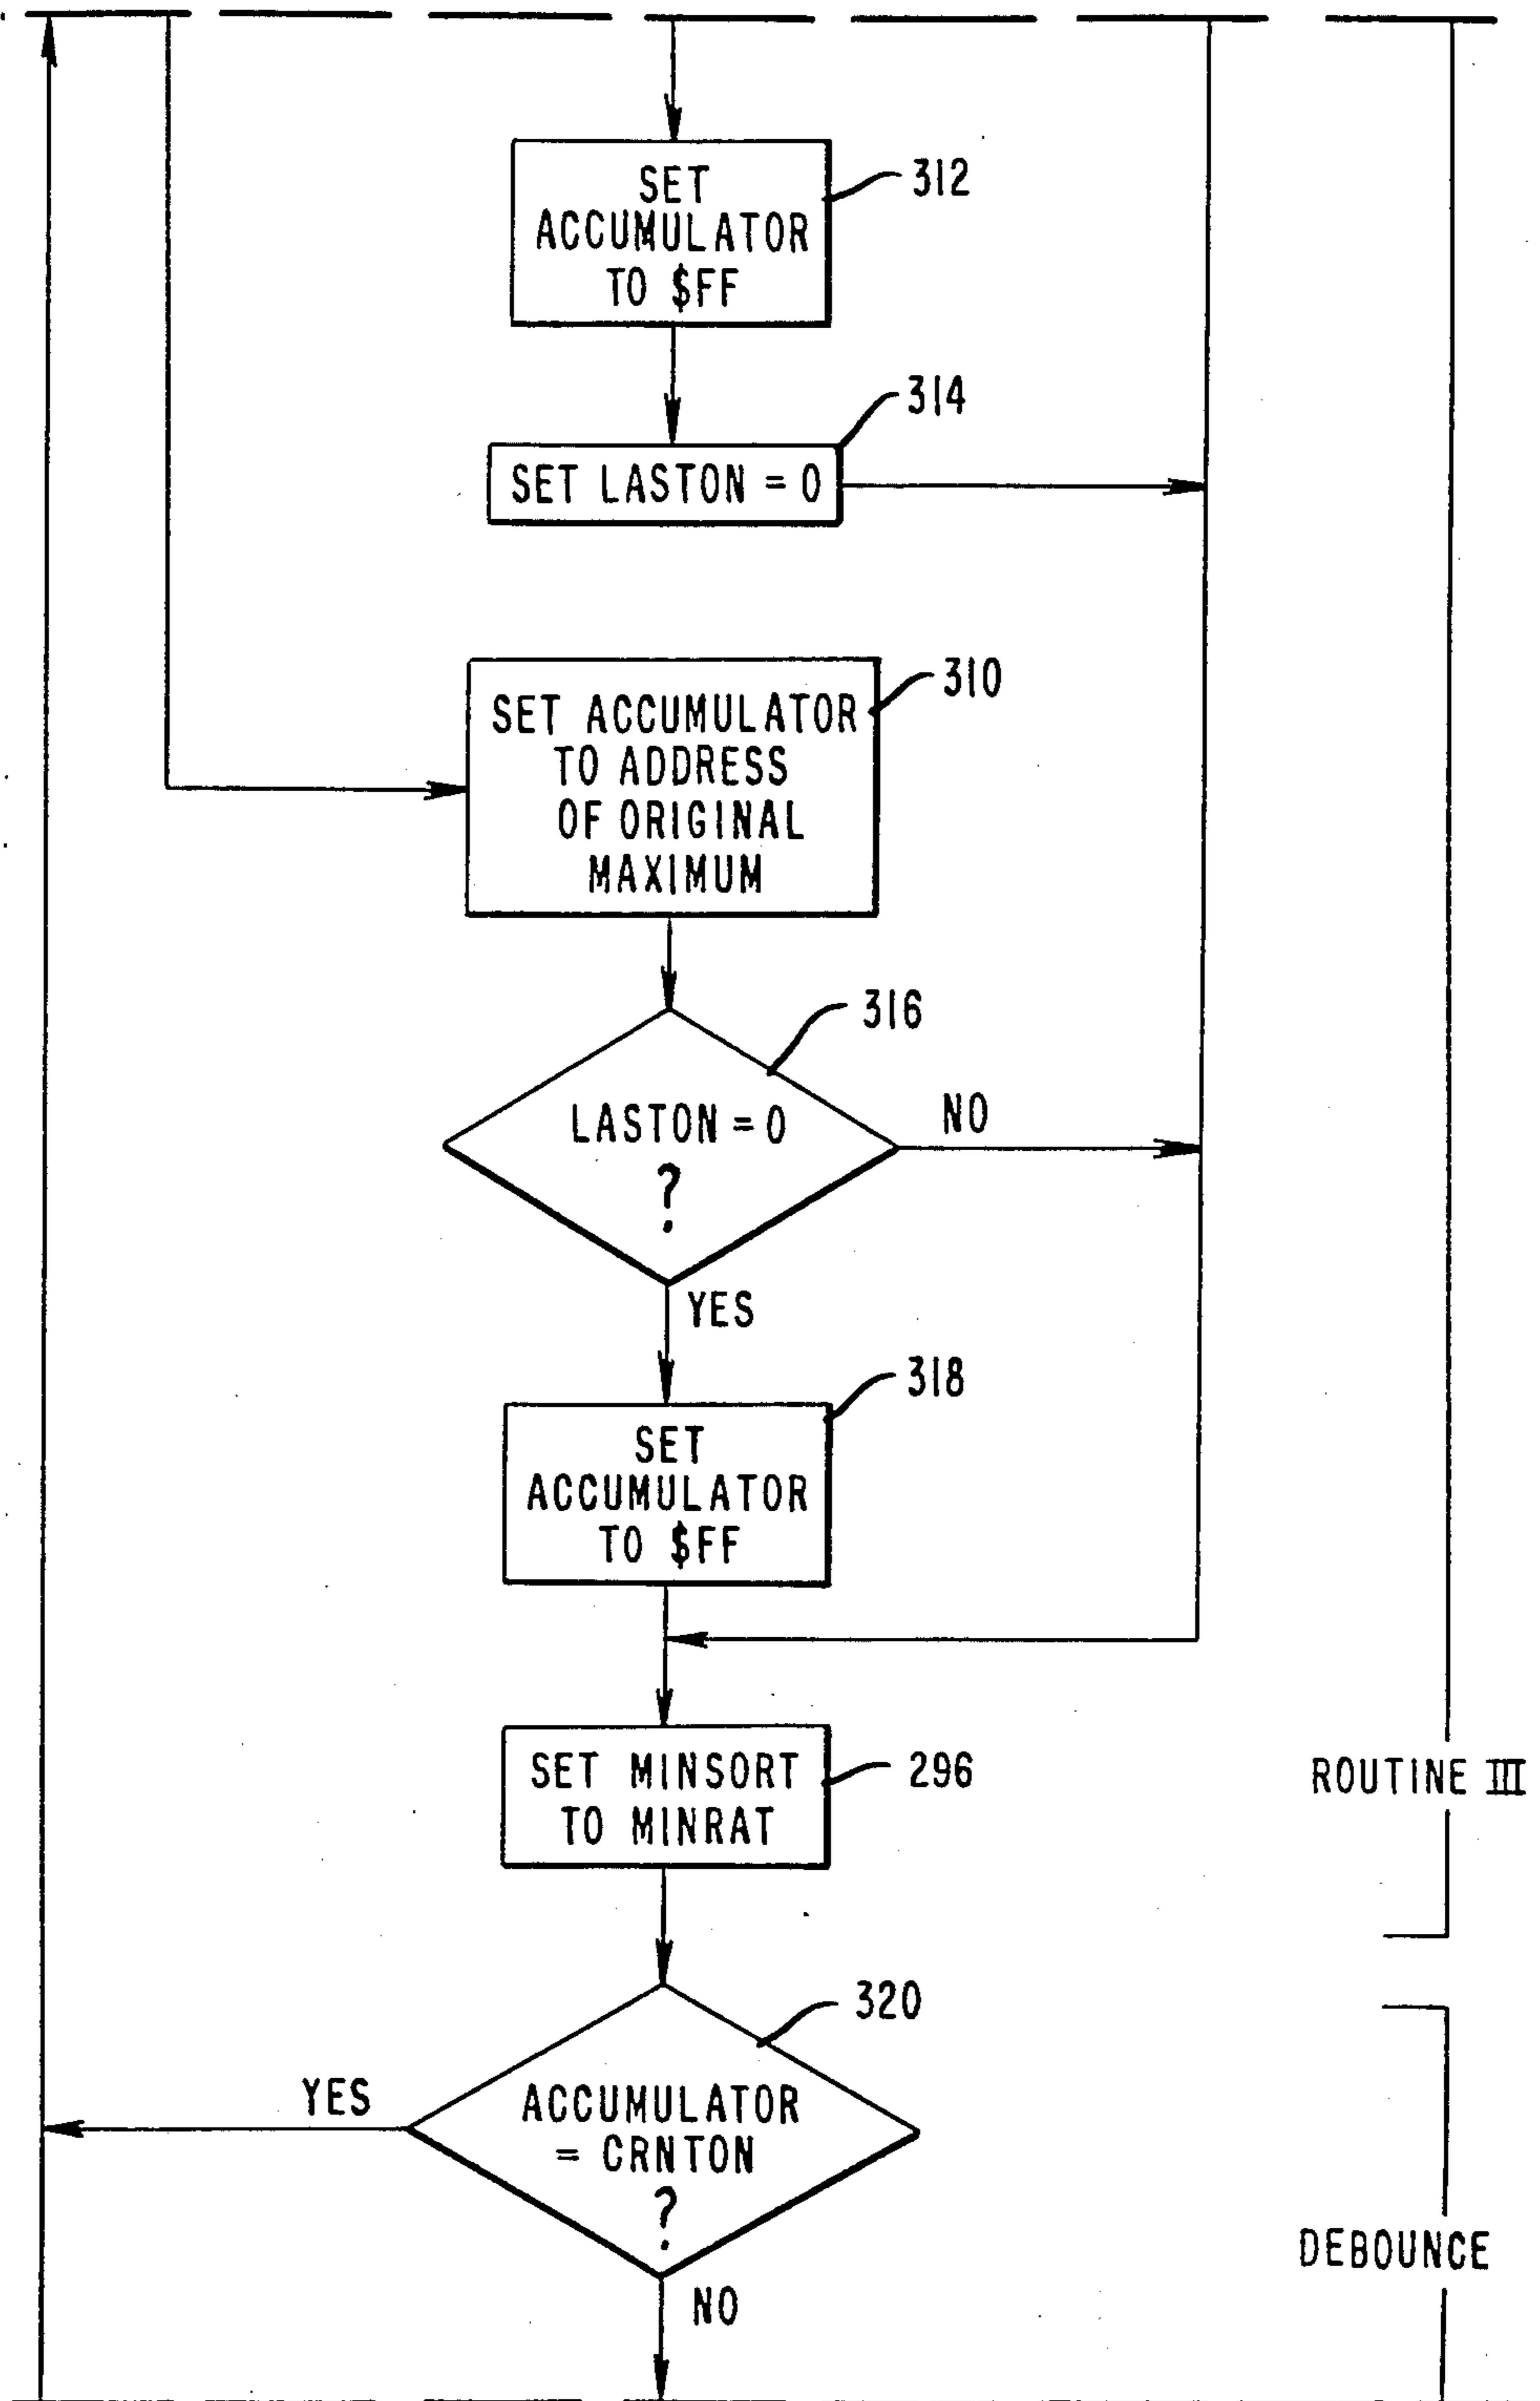 SET
ACCUMULATOR
TO $FF
312
314
SET LASTON = 0
310
SET ACCUMULATOR
TO ADDRESS
OF ORIGINAL
MAXIMUM
316
LASTON = 0
?
NO
YES
318
SET
ACCUMULATOR
TO $FF
SET MINSORT
TO MINRAT
296
ROUTINE III
320
YES
ACCUMULATOR
= CRNTON
?
DEBOUNCE
NO